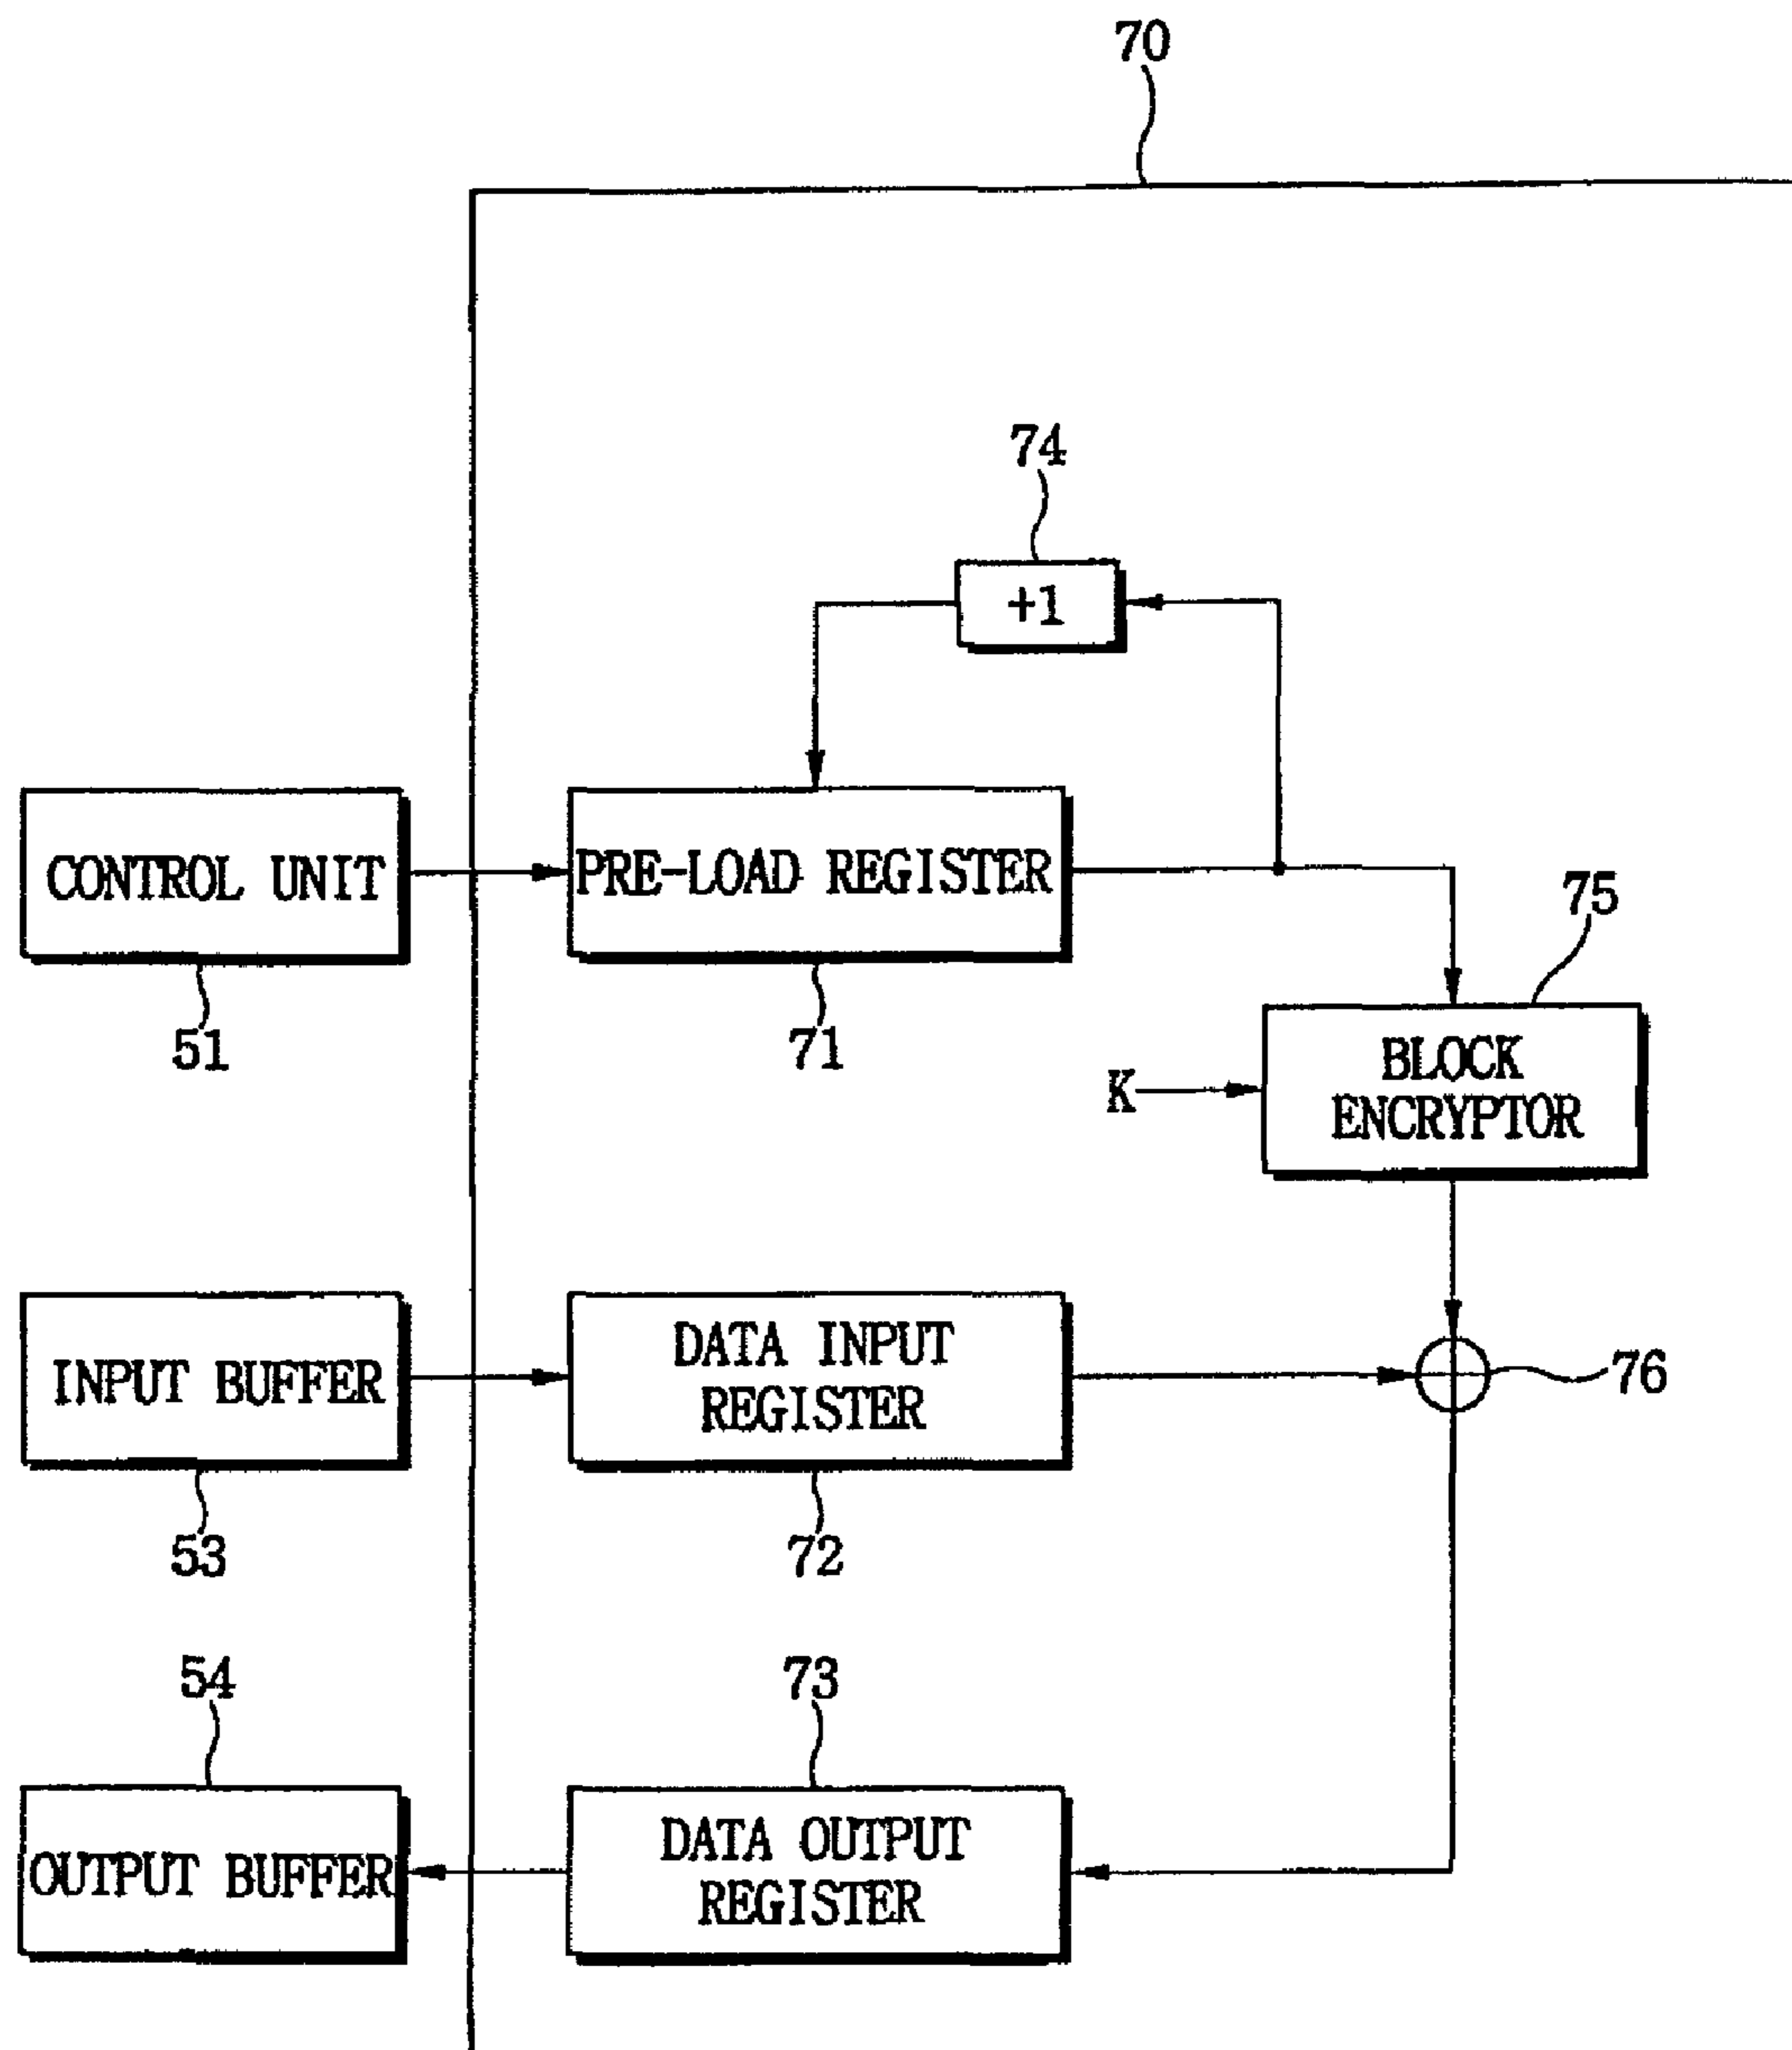 70
74
+1
CONTROL UNIT
PRE-LOAD REGISTER
75
51
71
BLOCK
ENCRYPTOR
K
INPUT BUFFER
DATA INPUT
REGISTER
76
53
72
54
73
OUTPUT BUFFER
DATA OUTPUT
REGISTER